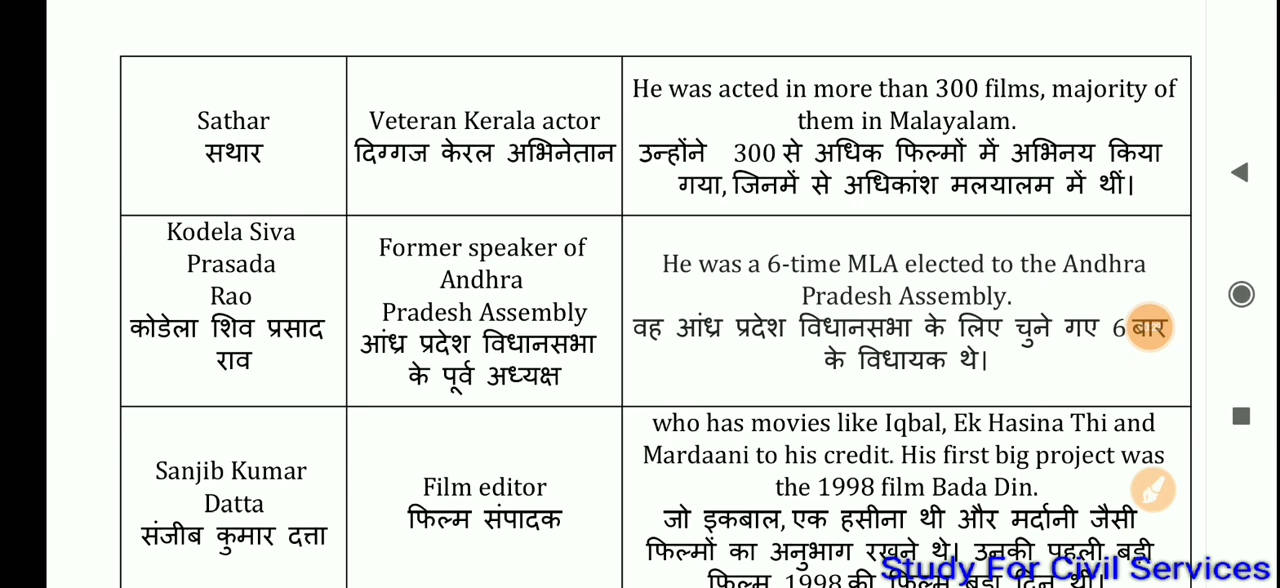 Sathar
सथार
Veteran Kerala actor
दिग्गज केरल अभिनेतान
He was acted in more than 300 films, majority of
them in Malayalam.
उन्होंने 300 से अधिक फिल्मों में अभिनय किया
गया, जिनमें से अधिकांश मलयालम में थीं।
Kodela Siva
Prasada
Rao
कोडेला शिव प्रसाद
राव
Former speaker of
Andhra
Pradesh Assembly
आंध्र प्रदेश विधानसभा
के पूर्व अध्यक्ष
He was a 6-time MLA elected to the Andhra
Pradesh Assembly.
वह आंध्र प्रदेश विधानसभा के लिए चुने गए 6 बार
के विधायक थे।
Sanjib Kumar
Datta
संजीब कुमार दत्ता
Film editor
फिल्म संपादक
who has movies like Iqbal, Ek Hasina Thi and
Mardaani to his credit. His first big project was
the 1998 film Bada Din.
जो इकबाल, एक हसीना थी और मर्दानी जैसी
फिल्मों का अनुभाग रखने थे। उनकी पहली बड़ी
फिल्म 1998 की फिल्म बड़ा दिन थी।
Study For Civil Services